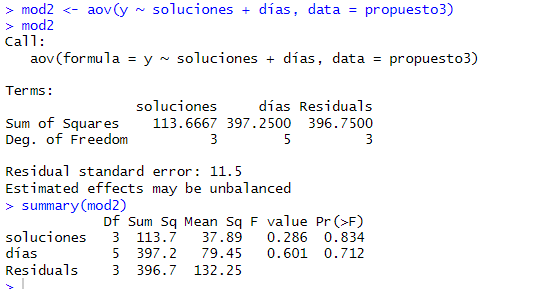 > mod2 <- aov(y ~ soluciones + días, data = propuesto3)
> mod2
Call:
   aov(formula = y ~ soluciones + días, data = propuesto3)

Terms:
                soluciones     días Residuals
Sum of Squares    113.6667 397.2500  396.7500
Deg. of Freedom          3        5         3

Residual standard error: 11.5
Estimated effects may be unbalanced
> summary(mod2)
            Df Sum Sq Mean Sq F value Pr(>F)
soluciones   3  113.7   37.89   0.286  0.834
días         5  397.2   79.45   0.601  0.712
Residuals    3  396.7  132.25
>